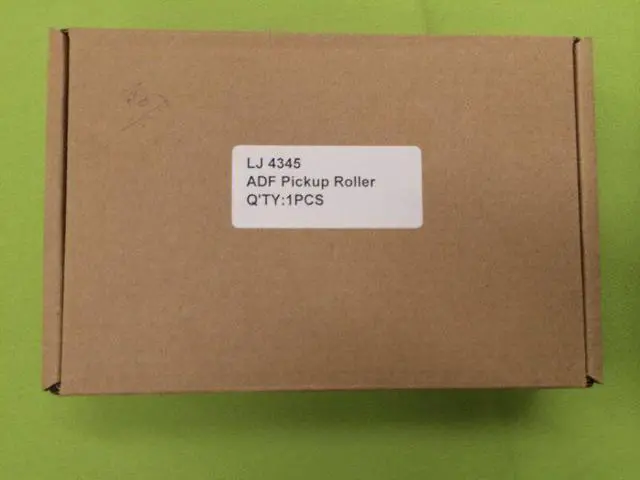 LJ 4345
ADF Pickup Roller
Q'TY:1PCS